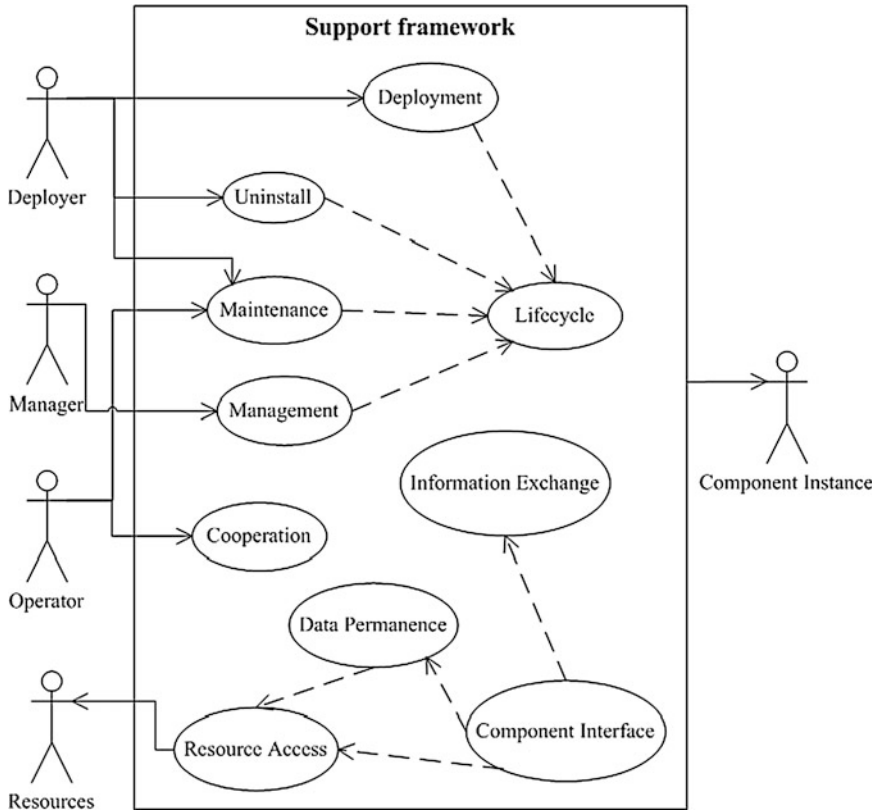 Support framework
Deployment
Deployer
Uninstall
Maintenance
Lifecycle
Manager
Management
Information Exchange
Component Instance
Cooperation
Operator
Data Permanence
Component Interface
Resource Access
Resources